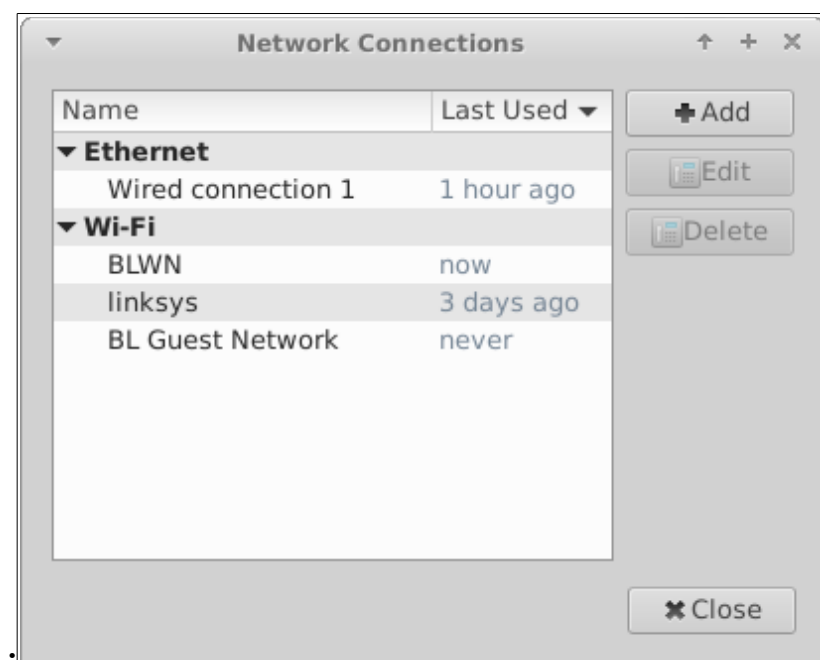 Network Connections
Name Last Used
Add
Ethernet
Edit
Wired connection 1 1 hour ago
Wi-Fi
Delete
BLWN now
linksys 3 days ago
BL Guest Network never
Close